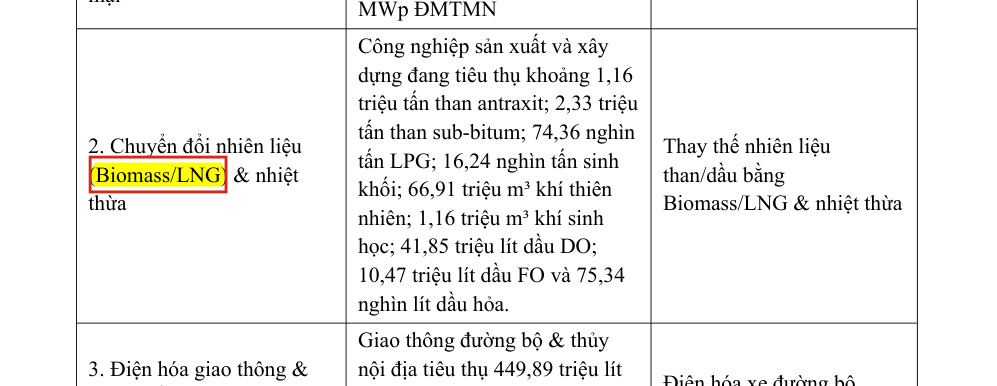 MWp ĐMTMN
2. Chuyển đổi nhiên liệu
(Biomass/LNG) & nhiệt
thừa
Công nghiệp sản xuất và xây
dựng đang tiêu thụ khoảng 1,16
triệu tấn than antraxit; 2,33 triệu
tấn than sub-bitum; 74,36 nghìn
tấn LPG; 16,24 nghìn tấn sinh
khối; 66,91 triệu m³ khí thiên
nhiên; 1,16 triệu m³ khí sinh
học; 41,85 triệu lít dầu DO;
10,47 triệu lít dầu FO và 75,34
nghìn lít dầu hỏa.
Thay thế nhiên liệu
than/dầu bằng
Biomass/LNG & nhiệt thừa
3. Điện hóa giao thông &
Giao thông đường bộ & thủy
nội địa tiêu thụ 449,89 triệu lít
Điện hóa xe đường bộ